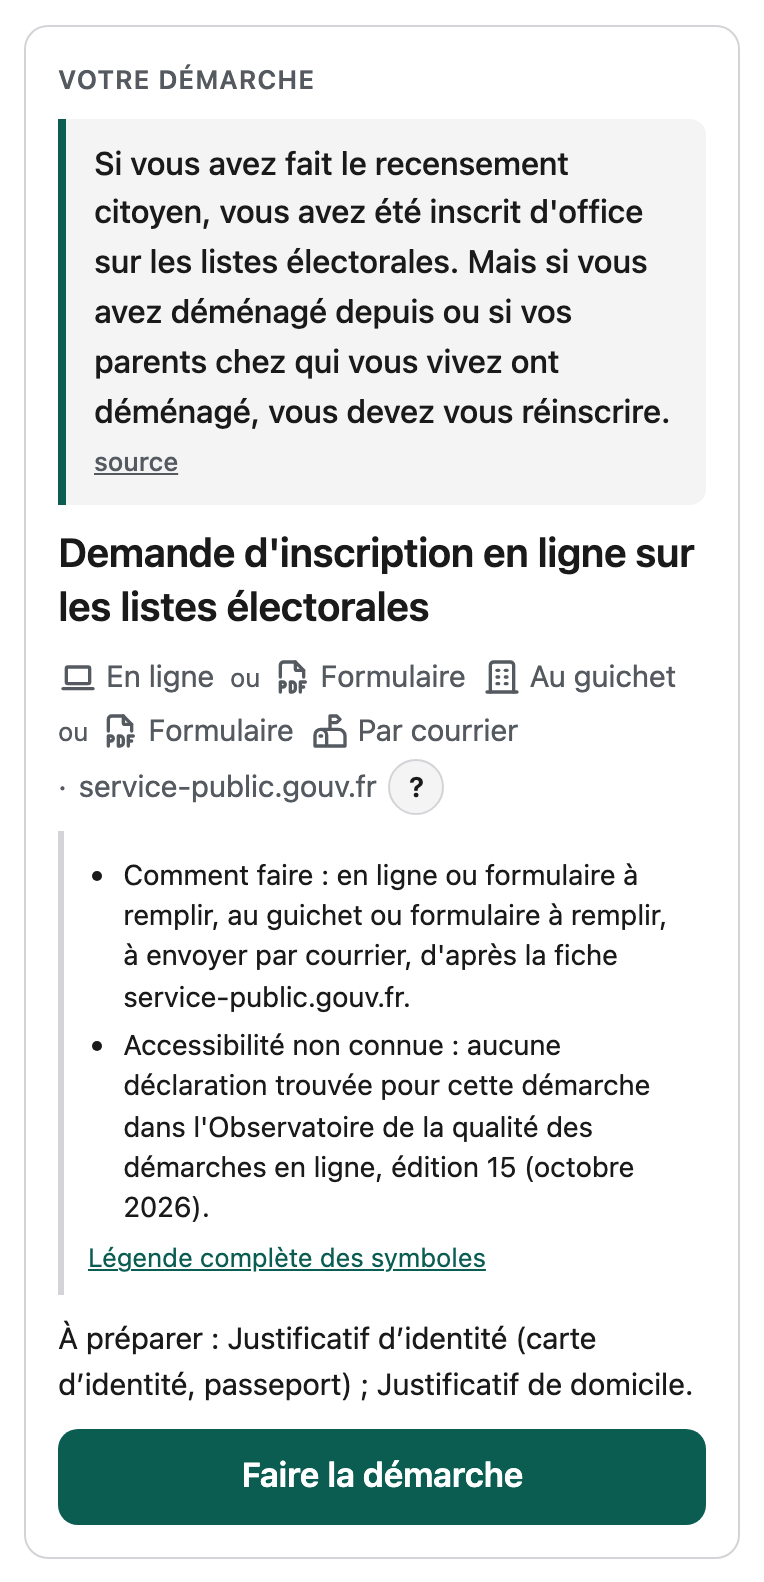 VOTRE DÉMARCHE
Si vous avez fait le recensement
citoyen, vous avez été inscrit d'office
sur les listes électorales. Mais si vous
avez déménagé depuis ou si vos
parents chez qui vous vivez ont
déménagé, vous devez vous réinscrire.
source
Demande d'inscription en ligne sur
les listes électorales
En ligne ou PDF Formulaire Au guichet
ou PDF Formulaire Par courrier
· service-public.gouv.fr ?
• Comment faire : en ligne ou formulaire à
remplir, au guichet ou formulaire à remplir,
à envoyer par courrier, d'après la fiche
service-public.gouv.fr.
• Accessibilité non connue : aucune
déclaration trouvée pour cette démarche
dans l'Observatoire de la qualité des
démarches en ligne, édition 15 (octobre
2026).
Légende complète des symboles
À préparer : Justificatif d’identité (carte
d’identité, passeport) ; Justificatif de domicile.
Faire la démarche